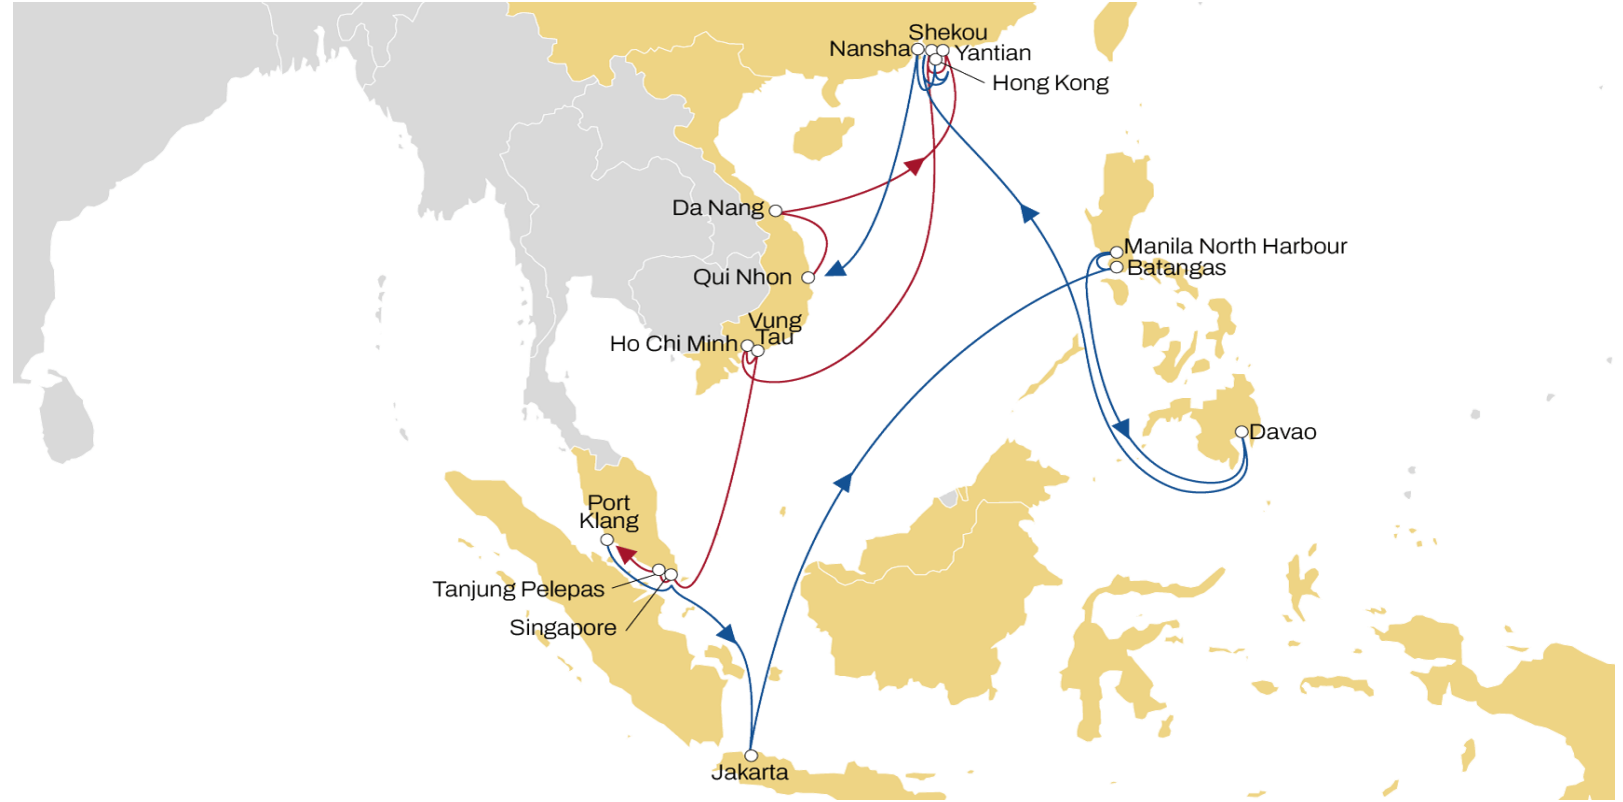 Shekou
Nansha
Yantian
Hong Kong
Da Nang
Manila North Harbour
Batangas
Qui Nhon
Vung
Tau
Ho Chi Minh
Davao
Port
Klang
Tanjung Pelepas
Singapore
Jakarta